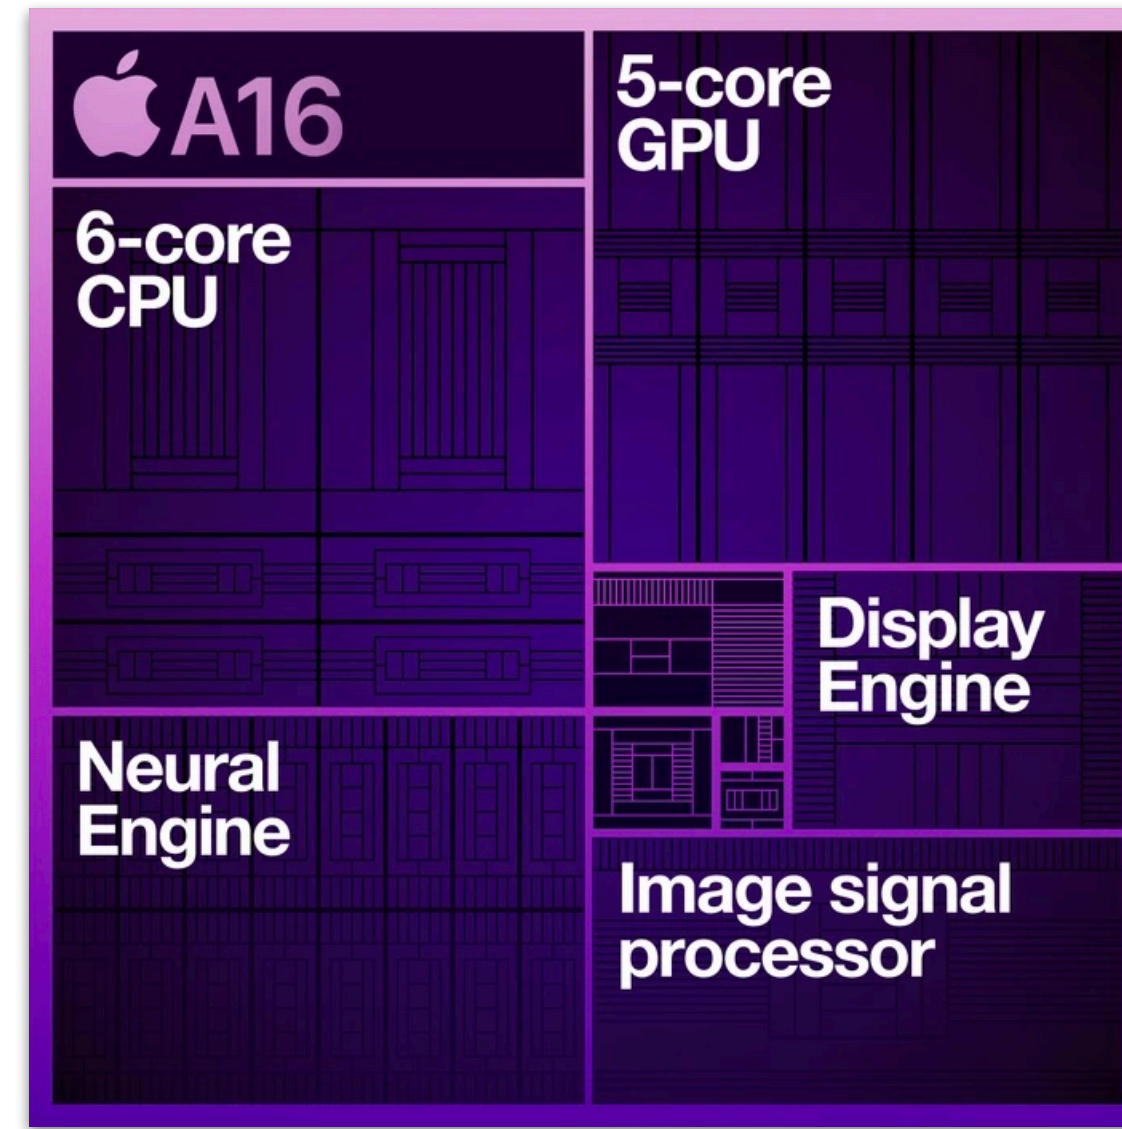 A16
6-core
CPU
5-core
GPU
Neural
Engine
Display
Engine
Image signal
processor